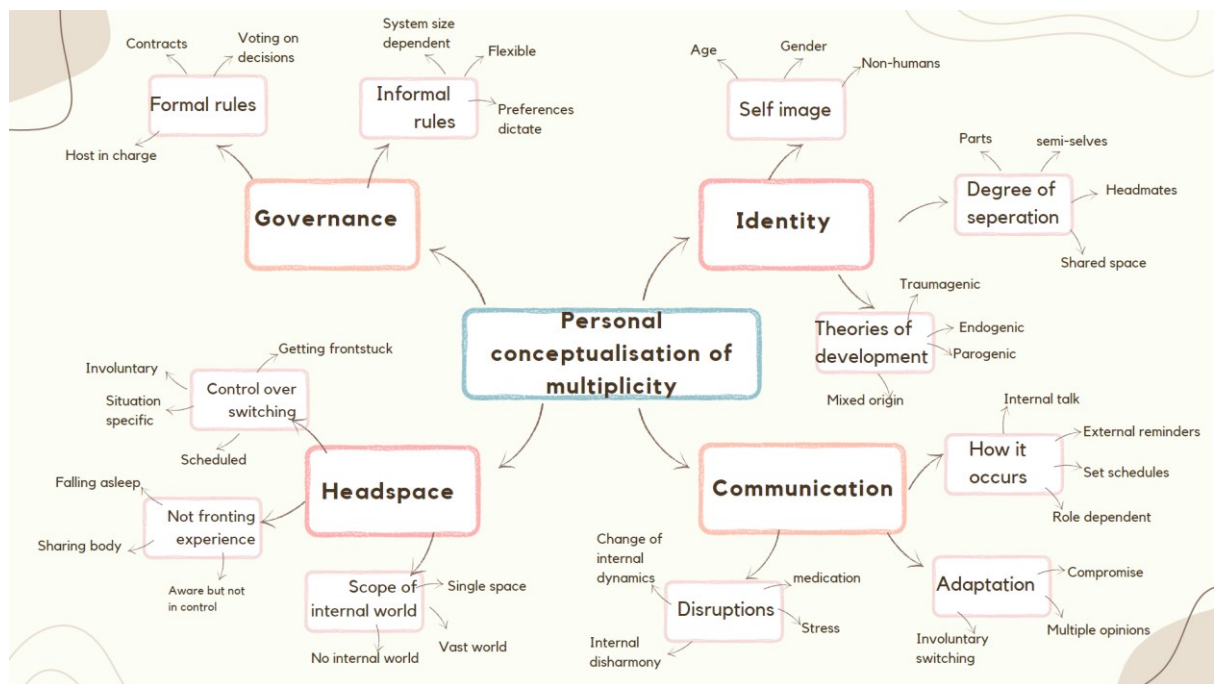 Contracts
Voting on
decisions
Formal rules
Host in charge
System size
dependent
Flexible
Informal
rules
Preferences
dictate
Governance
Age
Gender
Non-humans
Self image
Parts
semi-selves
Degree of
seperation
Headmates
Shared space
Identity
Traumagenic
Theories of
development
Endogenic
Parogenic
Mixed origin
Personal
conceptualisation of
multiplicity
Getting frontstuck
Involuntary
Control over
switching
Situation
specific
Scheduled
Headspace
Falling asleep
Not fronting
experience
Sharing body
Aware but not
in control
Scope of
internal world
Single space
Vast world
No internal world
Communication
Internal talk
External reminders
How it
occurs
Set schedules
Role dependent
Change of
internal
dynamics
medication
Disruptions
Stress
Internal
disharmony
Adaptation
Compromise
Multiple opinions
Involuntary
switching